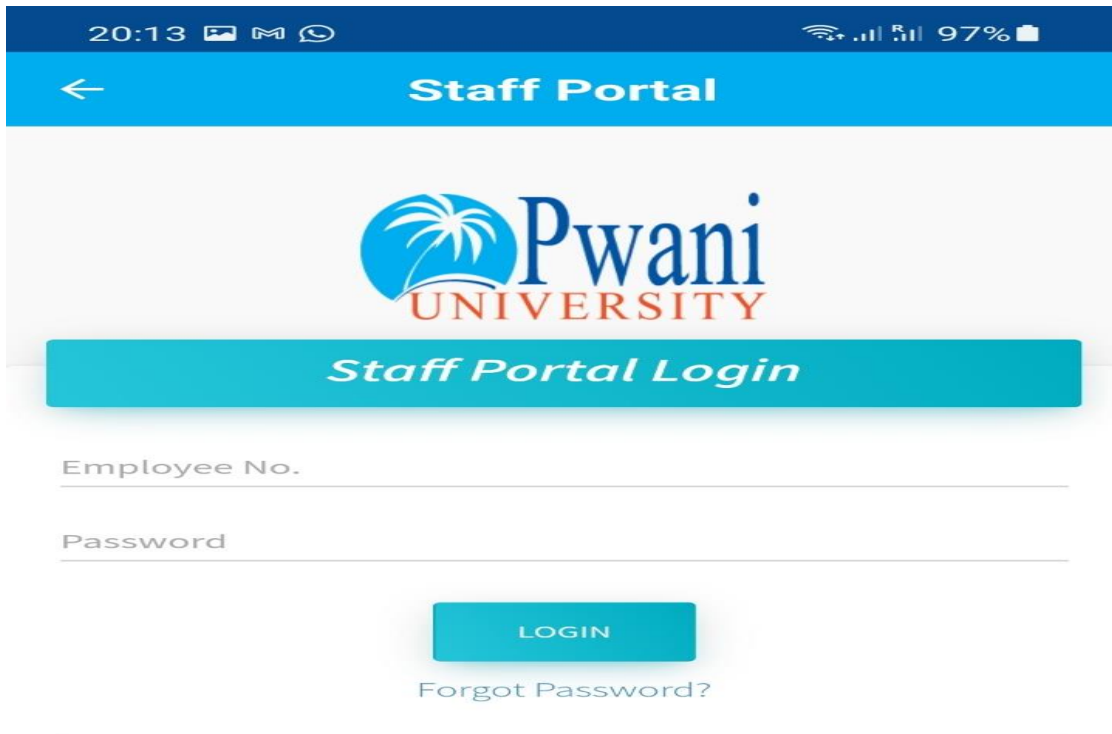 20:13 R 97%
Staff Portal
Pwani
UNIVERSITY
Staff Portal Login
Employee No.
Password
LOGIN
Forgot Password?